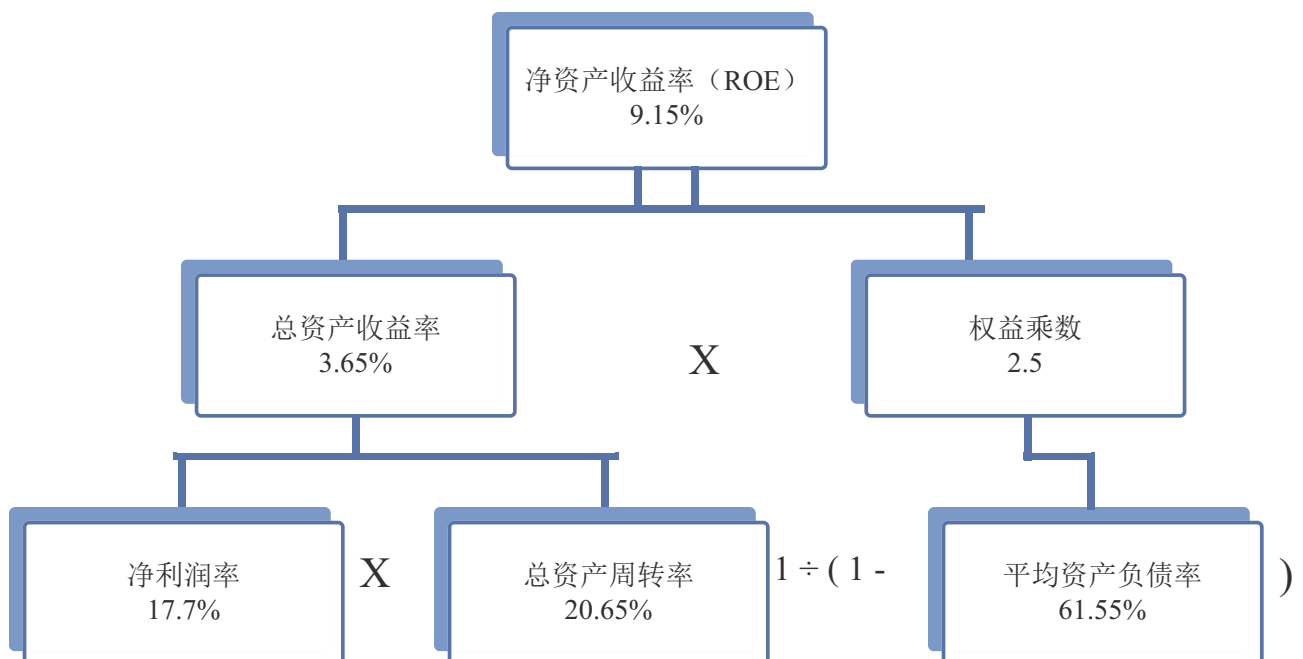 净资产收益率（ROE）
9.15%
总资产收益率
3.65%
X
权益乘数
2.5
净利润率
17.7%
X
总资产周转率
20.65%
1 ÷ ( 1 -
平均资产负债率
61.55%
)